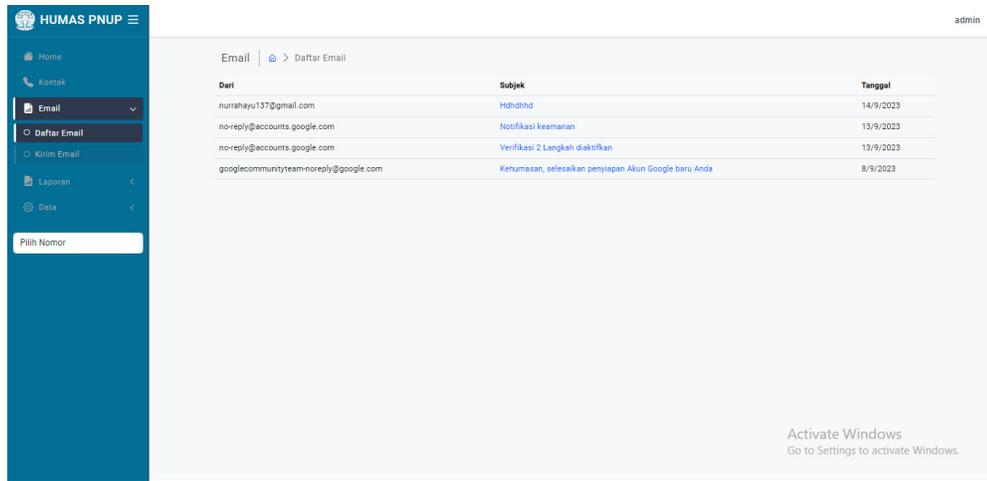 HUMAS PNUP
admin
Home
Kontak
Email
Daftar Email
Kirim Email
Laporan
Data
Pilih Nomor
Email Daftar Email
Dari Subjek Tanggal
nurrahayu137@gmail.com Hdhdhhd 14/9/2023
no-reply@accounts.google.com Notifikasi keamanan 13/9/2023
no-reply@accounts.google.com Verifikasi 2 Langkah diaktifkan 13/9/2023
googlecommunityteam-noreply@google.com Kehumasan, selesaikan penyiapan Akun Google baru Anda 8/9/2023
Activate Windows
Go to Settings to activate Windows.